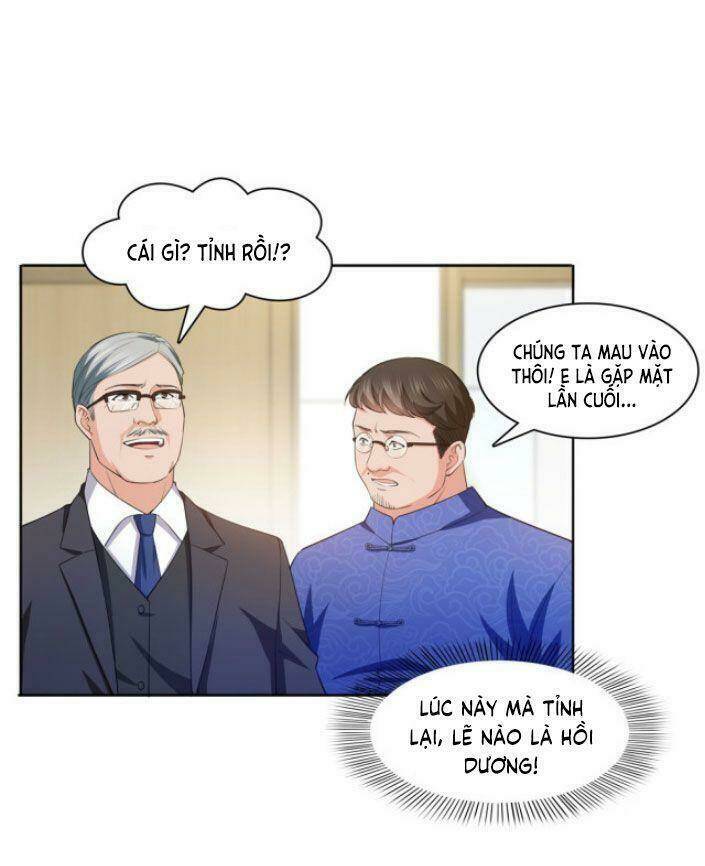 CÁI GÌ? TỈNH RỒI!?
CHÚNG TA MAU VÀO
THÔI! E LÀ GẶP MẶT
LẦN CUỐI...
LÚC NÀY MÀ TỈNH
LẠI, LẼ NÀO LÀ HỒI
DƯƠNG!